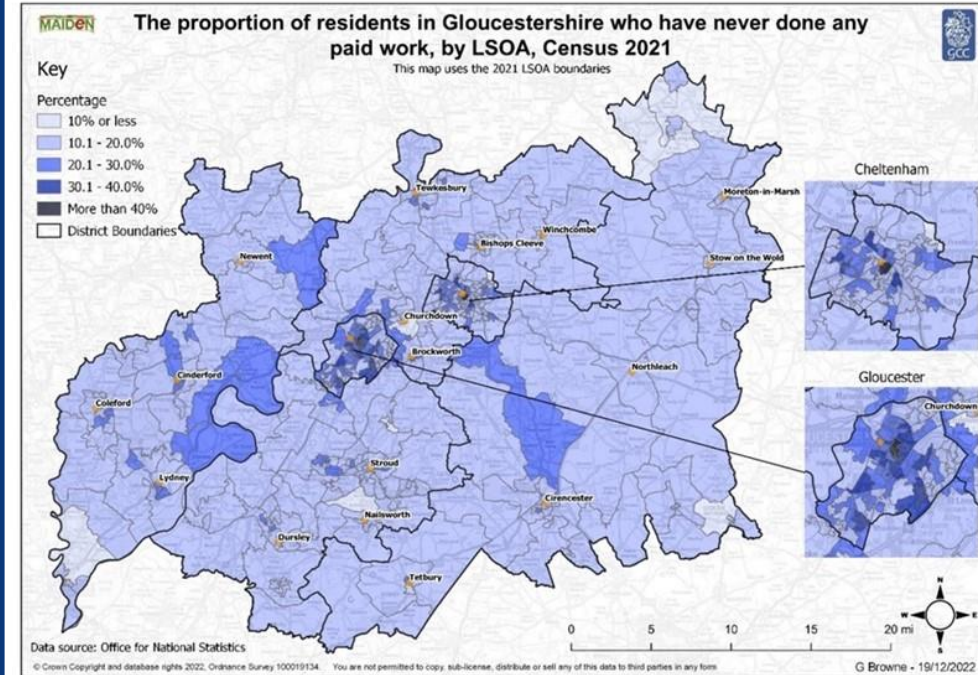 MAIDEN
The proportion of residents in Gloucestershire who have never done any
paid work, by LSOA, Census 2021
This map uses the 2021 LSOA boundaries
GCC
Key
Percentage
10% or less
10.1 - 20.0%
20.1 - 30.0%
30.1 - 40.0%
More than 40%
District Boundaries
Tewkesbury
Moreton-in-Marsh
Winchcombe
Bishops Cleeve
Newent
Stow on the Wold
Churchdown
Brockworth
Cinderford
Northleach
Coleford
Stroud
Lydney
Cirencester
Nailsworth
Dursley
Tetbury
Cheltenham
Gloucester
Churchdown
N
W
E
S
0 5 10 15 20 mi
Data source: Office for National Statistics
© Crown Copyright and database rights 2022, Ordnance Survey 100019134. You are not permitted to copy, sub-license, distribute or sell any of this data to third parties in any form
G Browne - 19/12/2022